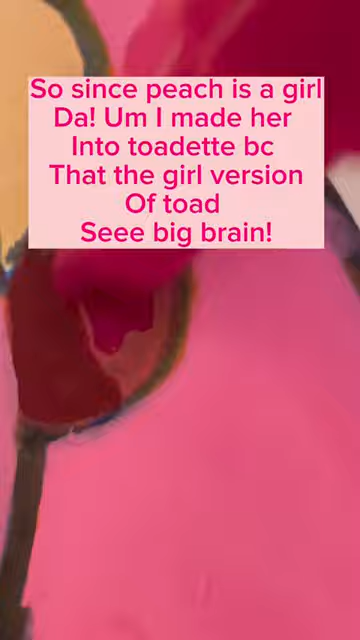 So since peach is a girl
Da! Um I made her
Into toadette bc
That the girl version
Of toad
Seee big brain!